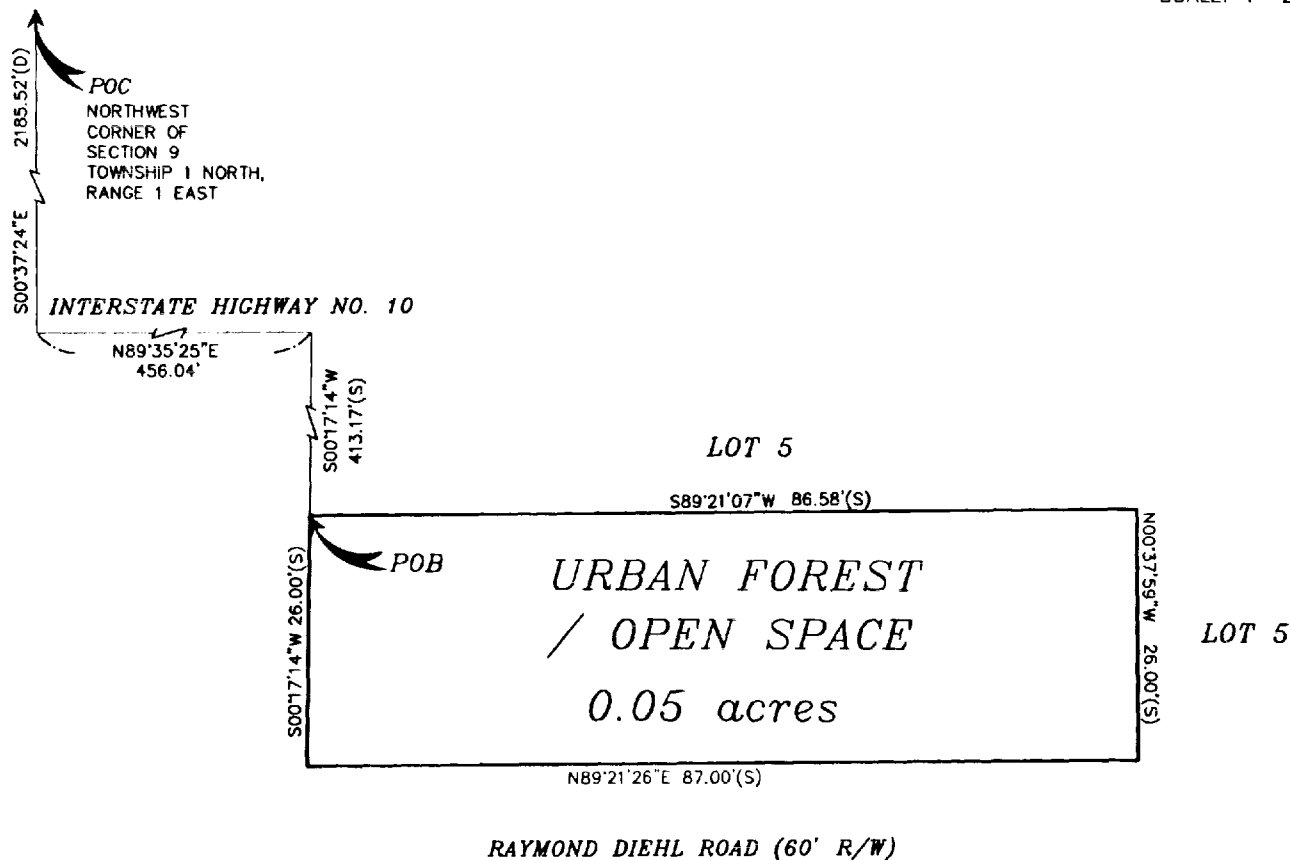 2185.52'(D)
S00°37'24"E
POC
NORTHWEST
CORNER OF
SECTION 9
TOWNSHIP 1 NORTH,
RANGE 1 EAST
INTERSTATE HIGHWAY NO. 10
N89°35'25"E
456.04'
S00°17'14"W
413.17'(S)
LOT 5
S89°21'07"W 86.58'(S)
POB
S00°17'14"W 26.00'(S)
URBAN FOREST
/ OPEN SPACE
0.05 acres
N00°37'59"W 26.00'(S)
LOT 5
N89°21'26"E 87.00'(S)
RAYMOND DIEHL ROAD (60' R/W)